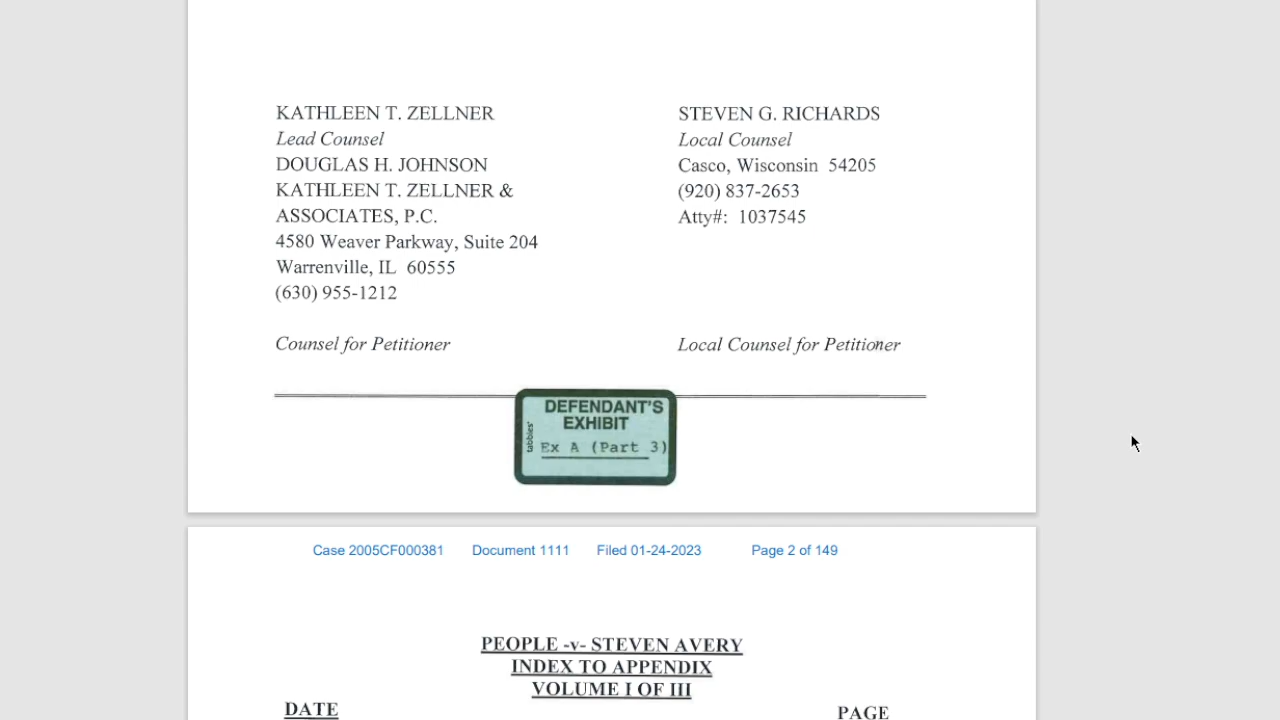 KATHLEEN T. ZELLNER
Lead Counsel
DOUGLAS H. JOHNSON
KATHLEEN T. ZELLNER &
ASSOCIATES, P.C.
4580 Weaver Parkway, Suite 204
Warrenville, IL 60555
(630) 955-1212
Counsel for Petitioner
STEVEN G. RICHARDS
Local Counsel
Casco, Wisconsin 54205
(920) 837-2653
Atty#: 1037545
Local Counsel for Petitioner
tabbies'
DEFENDANT'S
EXHIBIT
Ex A (Part 3)
Case 2005CF000381 Document 1111 Filed 01-24-2023 Page 2 of 149
PEOPLE -v- STEVEN AVERY
INDEX TO APPENDIX
VOLUME I OF III
DATE PAGE